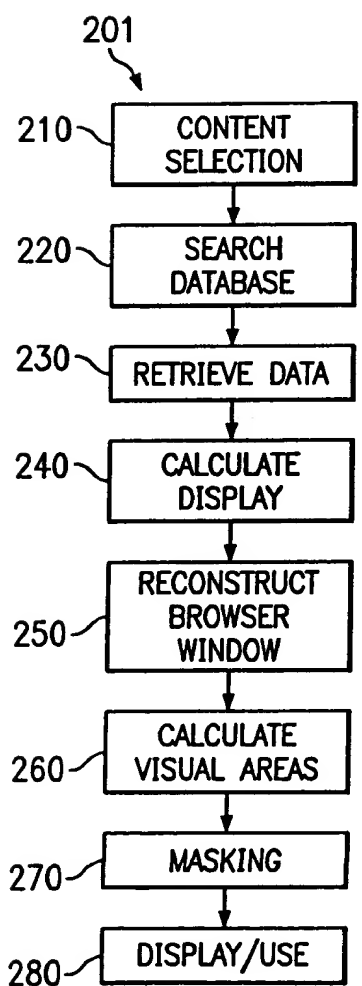 201
210
CONTENT
SELECTION
220
SEARCH
DATABASE
230
RETRIEVE DATA
240
CALCULATE
DISPLAY
250
RECONSTRUCT
BROWSER
WINDOW
260
CALCULATE
VISUAL AREAS
270
MASKING
280
DISPLAY/USE